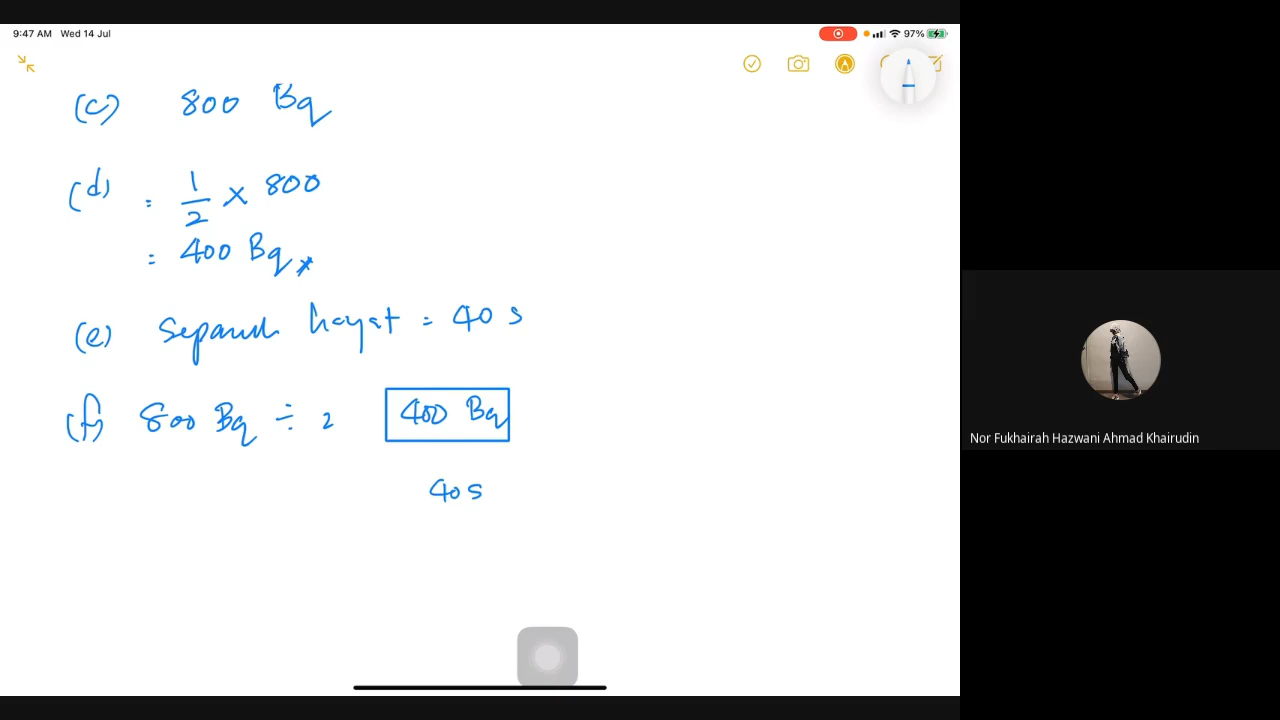 9:47 AM Wed 14 Jul
97%
(c) 800 Bq
(d) = 1/2 × 800
= 400 Bq
(e) Separuh hayat = 40 s
(f) 800 Bq ÷ 2 400 Bq
40s
Nor Fukhairah Hazwani Ahmad Khairudin